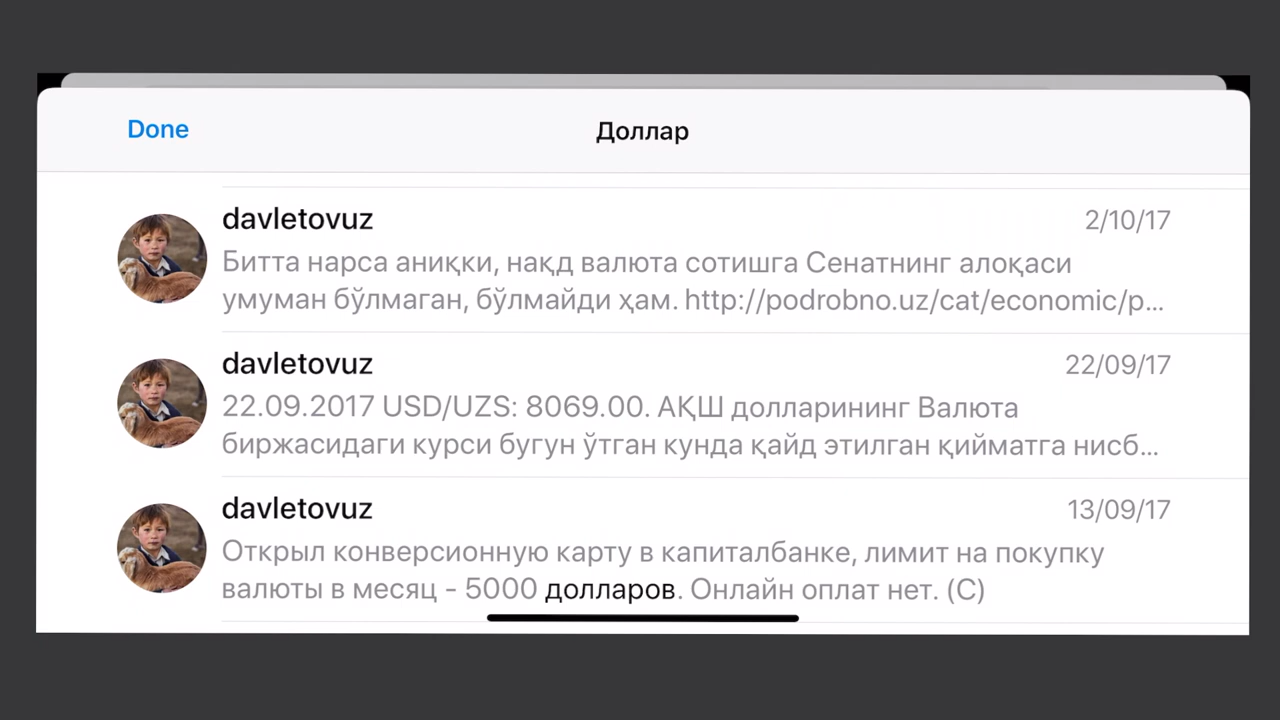 Done
Доллар
davletovuz
2/10/17
Битта нарса аниқки, нақд валюта сотишга Сенатнинг алоқаси
умуман бўлмаган, бўлмайди ҳам. http://podrobno.uz/cat/economic/p...
davletovuz
22/09/17
22.09.2017 USD/UZS: 8069.00. АҚШ долларининг Валюта
биржасидаги курси бугун ўтган кунда қайд этилган қийматга нисб...
davletovuz
13/09/17
Открыл конверсионную карту в капиталбанке, лимит на покупку
валюты в месяц - 5000 долларов. Онлайн оплат нет. (C)